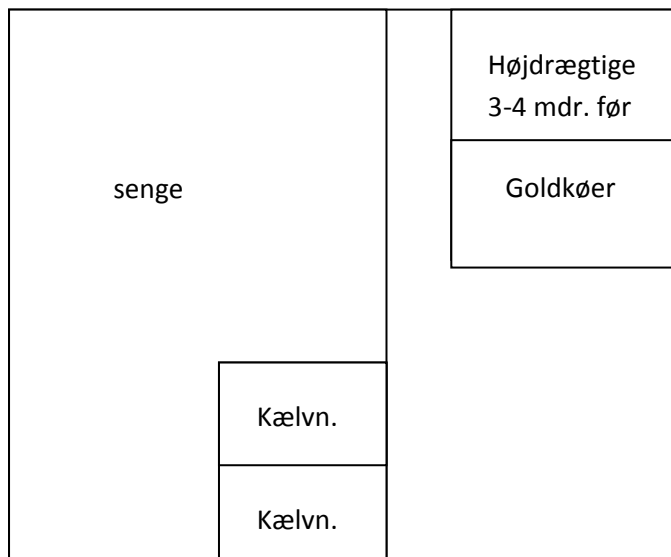 Højdrægtige
3-4 mdr. før
senge
Goldkøer
Kælvn.
Kælvn.